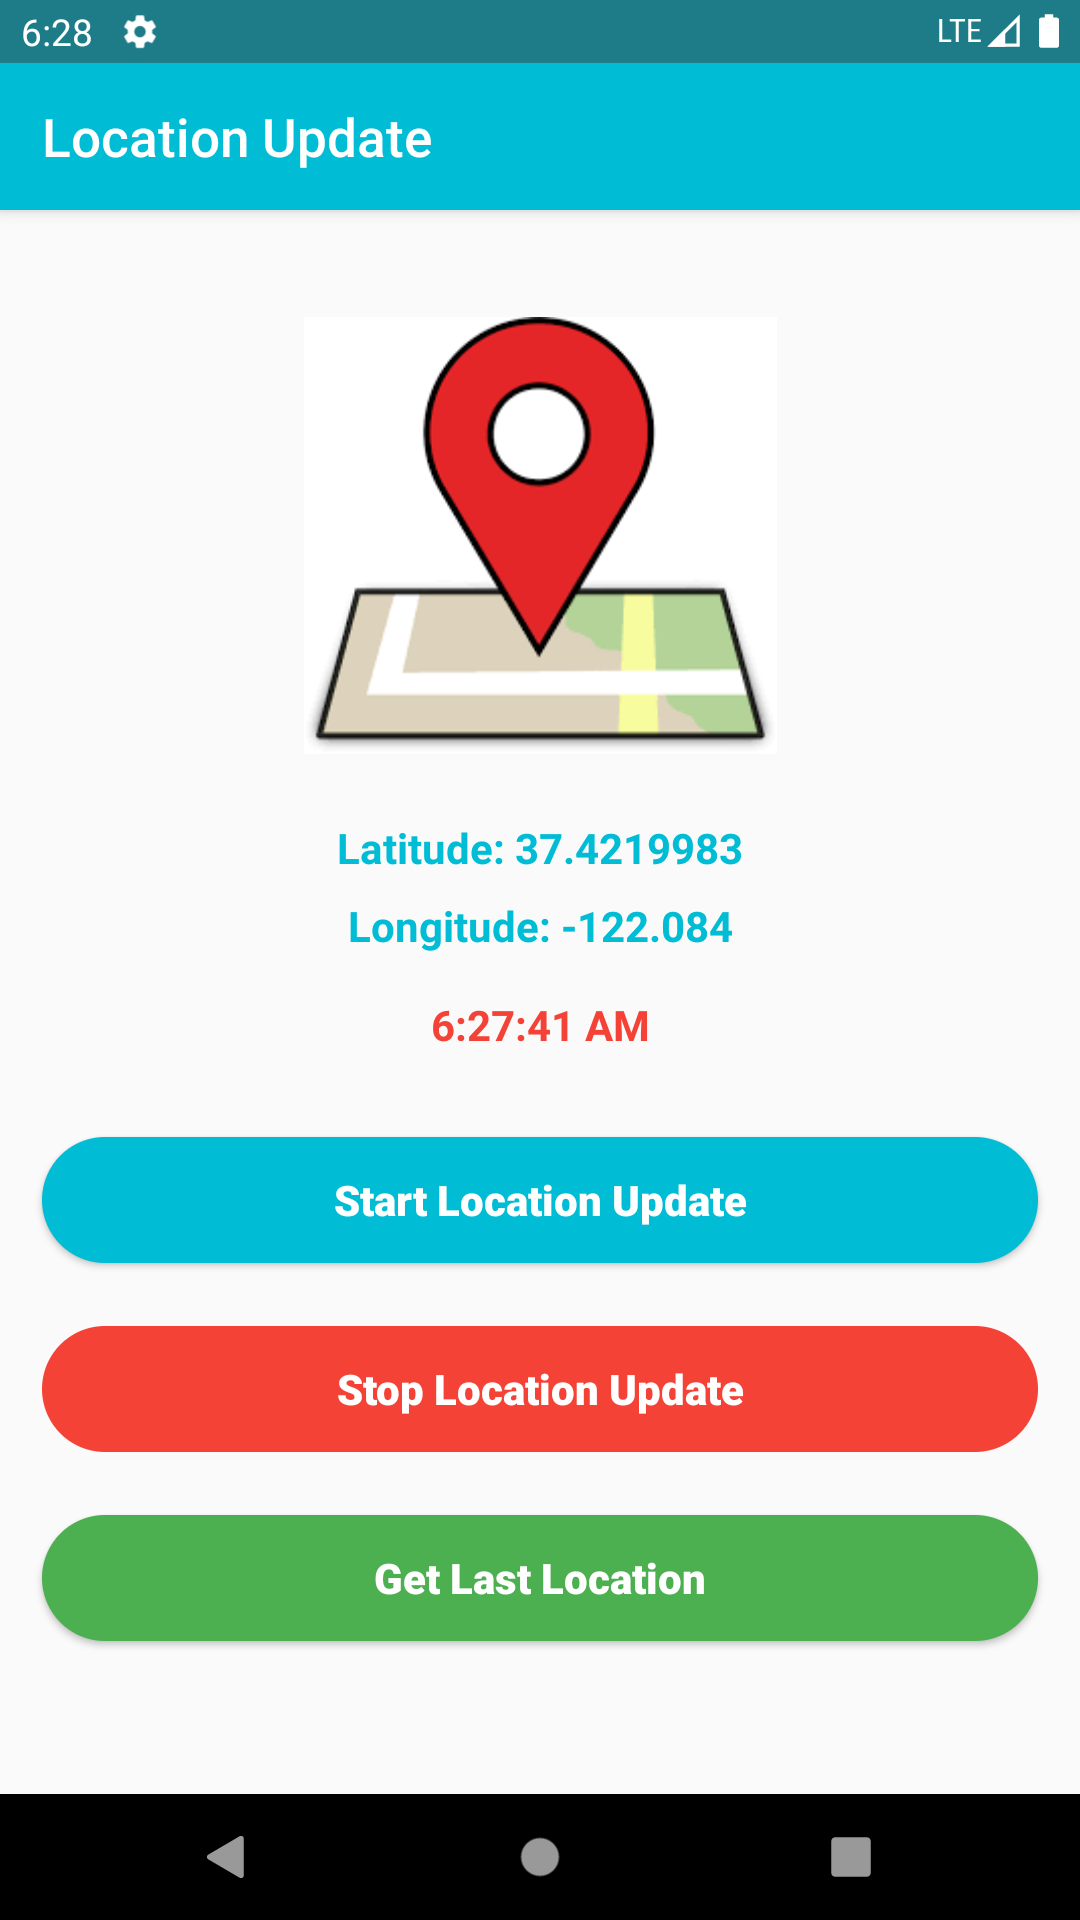 6:28 LTE
Location Update
Latitude: 37.4219983
Longitude: -122.084
6:27:41 AM
Start Location Update
Stop Location Update
Get Last Location